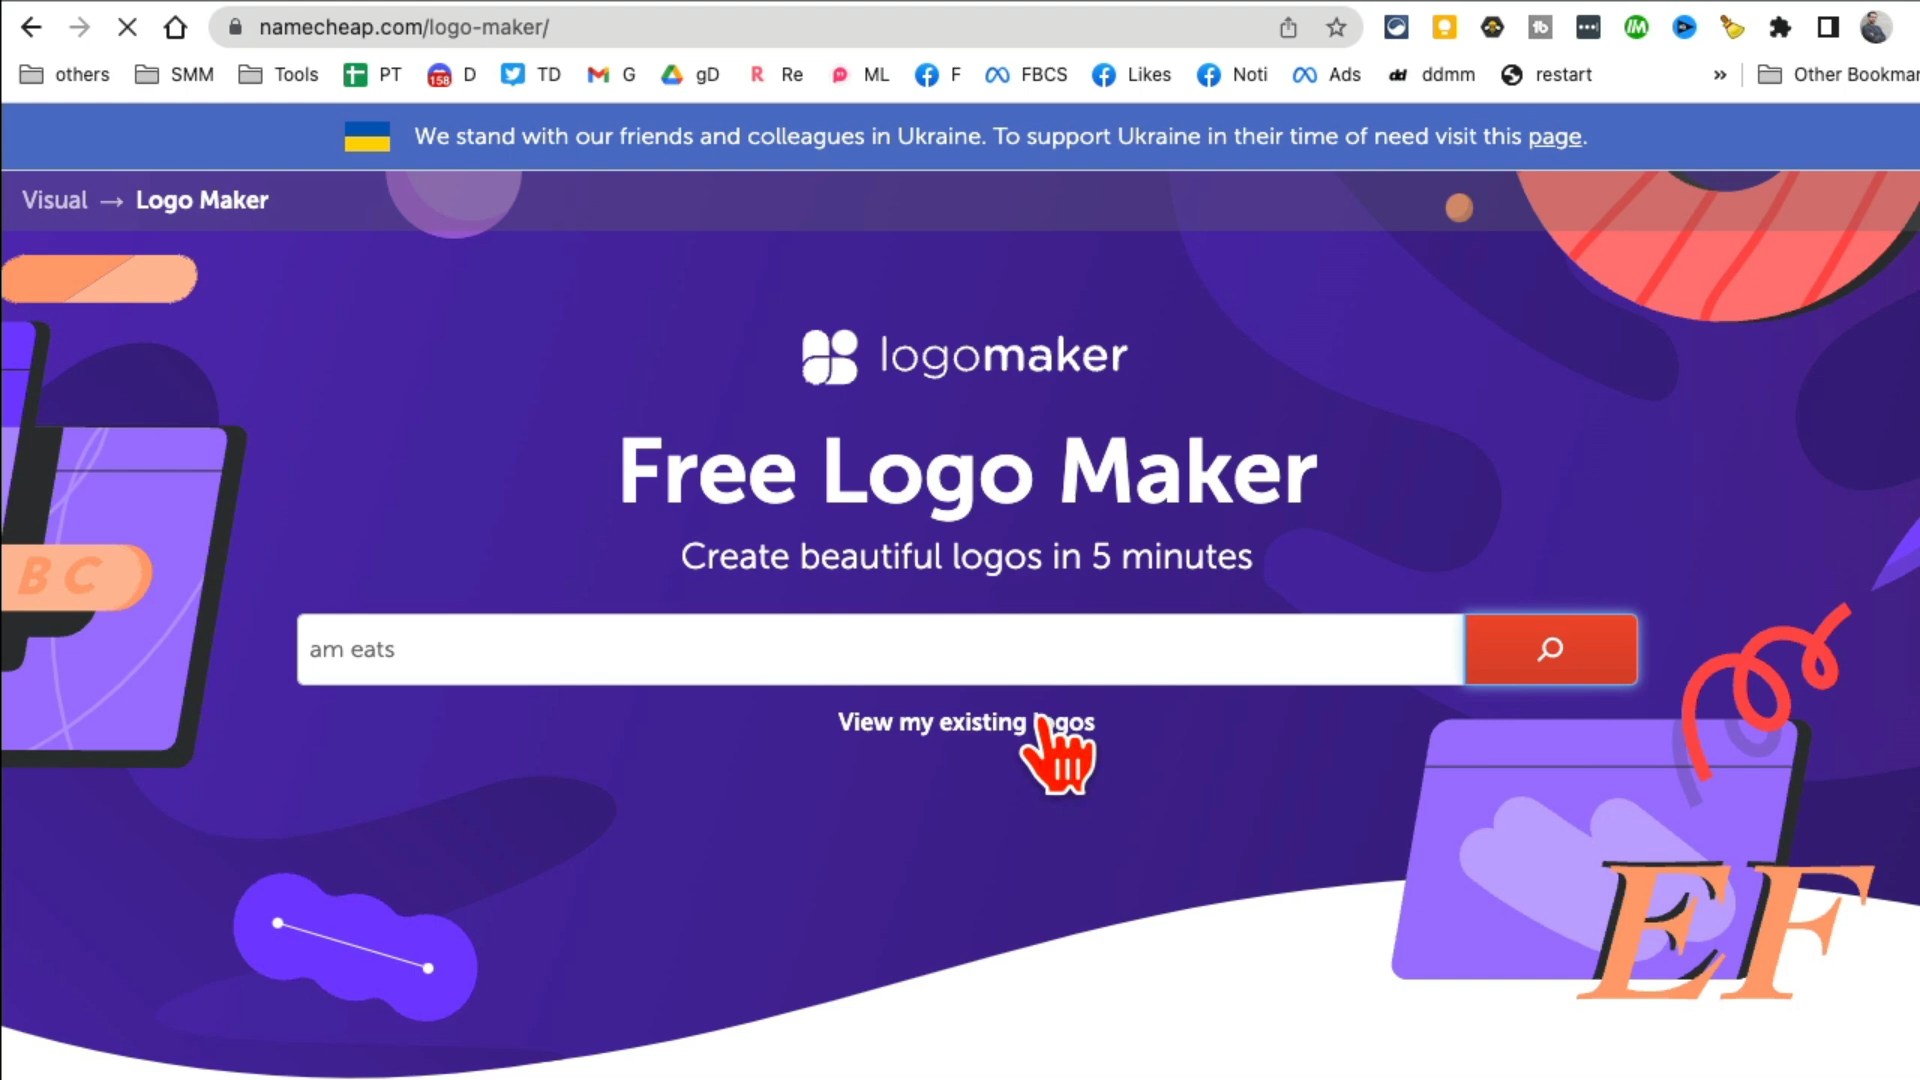 namecheap.com/logo-maker/
others SMM Tools PT 158 D TD G gD R Re ML F FBCS Likes Noti Ads dd ddmm restart » Other Bookmar
We stand with our friends and colleagues in Ukraine. To support Ukraine in their time of need visit this page.
Visual → Logo Maker
logomaker
Free Logo Maker
Create beautiful logos in 5 minutes
B C
am eats
View my existing logos
EF